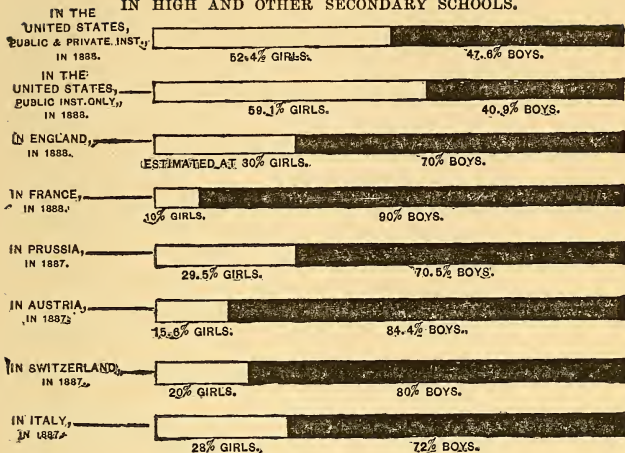 IN HIGH AND OTHER SECONDARY SCHOOLS.
IN THE
UNITED STATES,
PUBLIC & PRIVATE INST.,
IN 1888.
52.4% GIRLS.
47.6% BOYS.
IN THE
UNITED STATES,
PUBLIC INST. ONLY,
IN 1888.
59.1% GIRLS.
40.9% BOYS.
IN ENGLAND,
IN 1888.
ESTIMATED AT 30% GIRLS.
70% BOYS.
IN FRANCE,
IN 1888.
10% GIRLS.
90% BOYS.
IN PRUSSIA,
IN 1887.
29.5% GIRLS.
70.5% BOYS.
IN AUSTRIA,
IN 1887.
15.6% GIRLS.
84.4% BOYS.
IN SWITZERLAND,
IN 1887.
20% GIRLS.
80% BOYS.
IN ITALY,
IN 1887.
28% GIRLS.
72% BOYS.